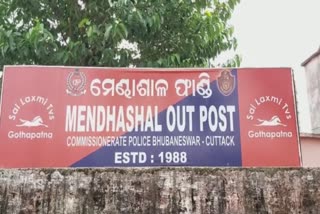 ମେଣ୍ଢାଶାଳ ଫାଣ୍ଡି
MENDHASHAL OUT POST
COMMISSIONERATE POLICE BHUBANESWAR - CUTTACK
ESTD : 1988
Sai Laxmi Tvs
Gothapatna
Sai Laxmi Tvs
Gothapatna